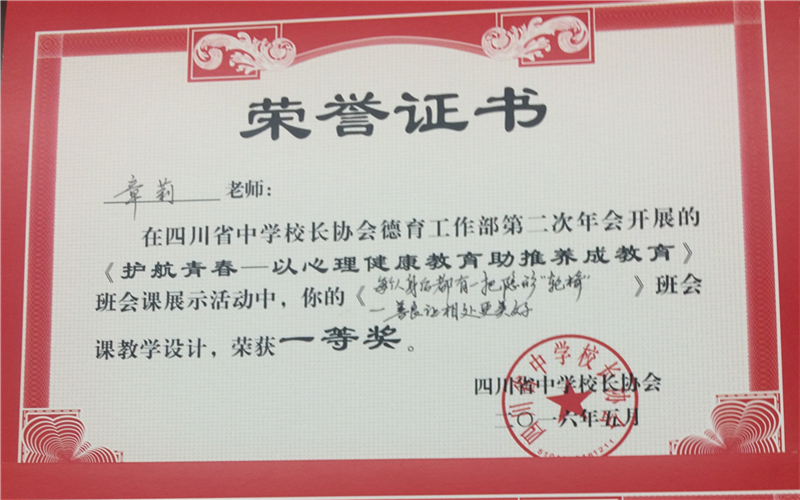 荣誉证书
章莉 老师：
在四川省中学校长协会德育工作部第二次年会开展的
《护航青春—以心理健康教育助推养成教育》
班会课展示活动中，你的《每人身后都有一把隐形“轮椅”》班会
—善良让相处更美好
课教学设计，荣获一等奖。
四川省中学校长协会
二〇一六年五月
四川省中学校长协会